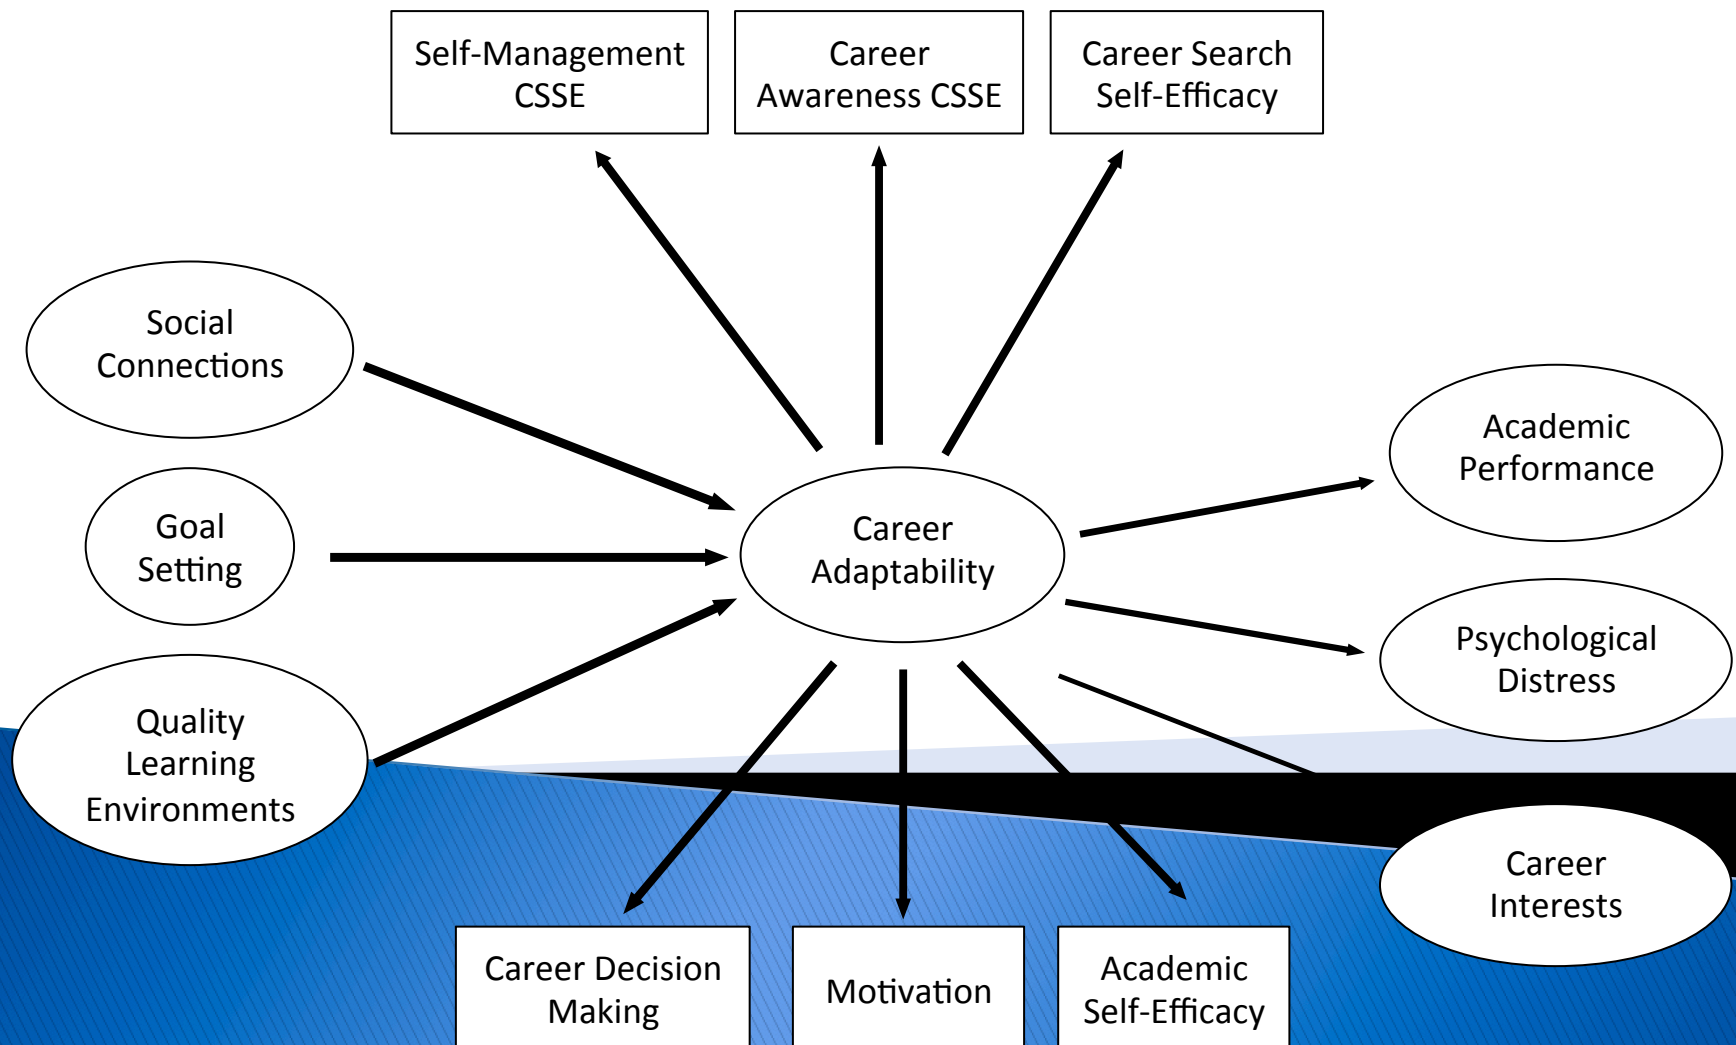 Self-Management
CSSE
Career
Awareness CSSE
Career Search
Self-Efficacy
Social
Connections
Goal
Setting
Quality
Learning
Environments
Career
Adaptability
Academic
Performance
Psychological
Distress
Career
Interests
Career Decision
Making
Motivation
Academic
Self-Efficacy